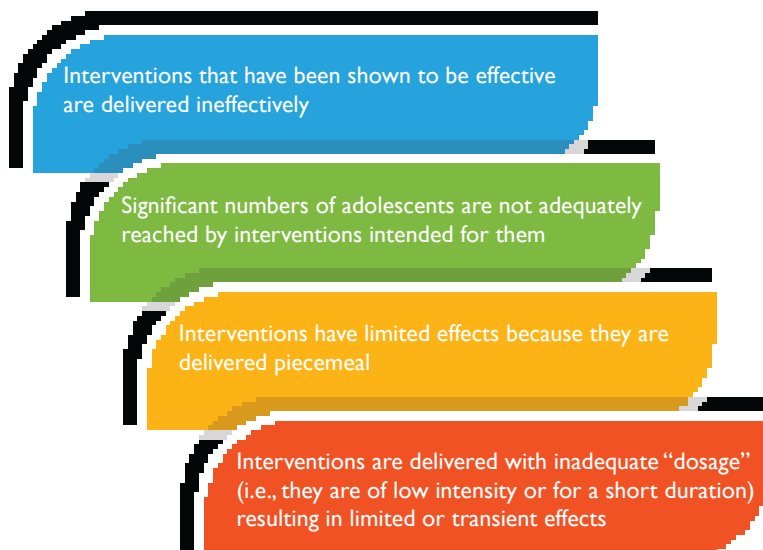 Interventions that have been shown to be effective
are delivered ineffectively
Significant numbers of adolescents are not adequately
reached by interventions intended for them
Interventions have limited effects because they are
delivered piecemeal
Interventions are delivered with inadequate “dosage”
(i.e., they are of low intensity or for a short duration)
resulting in limited or transient effects